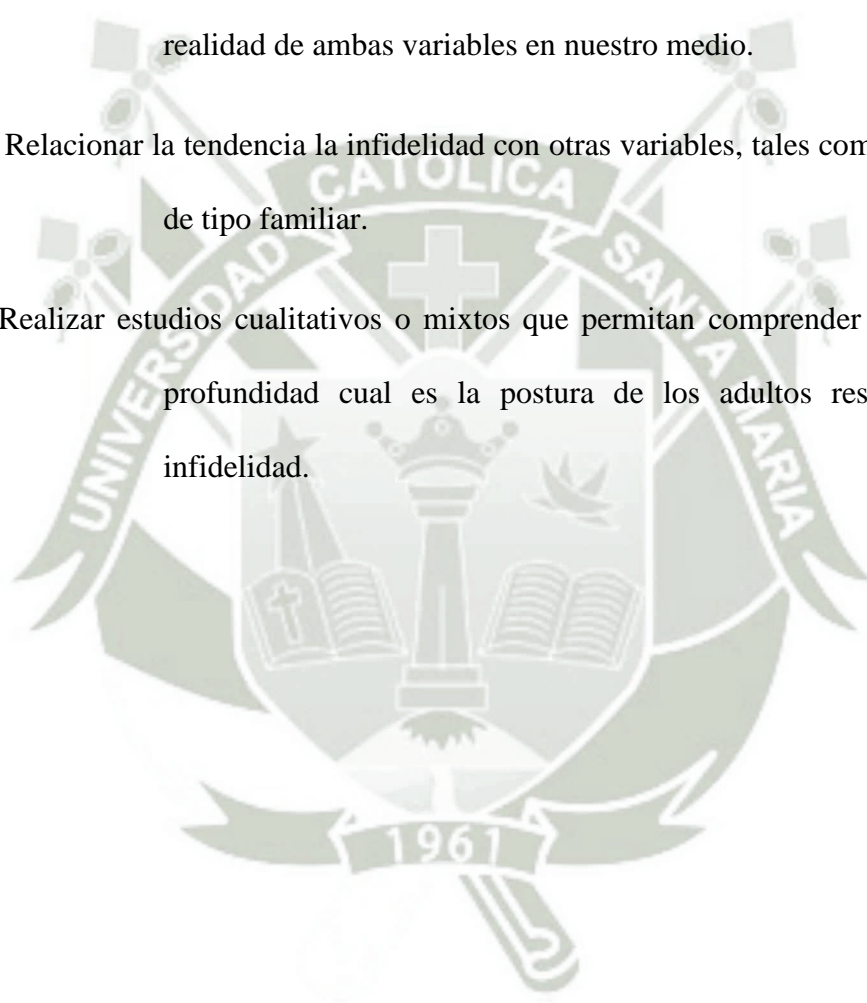 realidad de ambas variables en nuestro medio.
Relacionar la tendencia la infidelidad con otras variables, tales com
de tipo familiar.
Realizar estudios cualitativos o mixtos que permitan comprender
profundidad cual es la postura de los adultos res
infidelidad.
UNIVERSIDAD CATOLICA SANTA MARIA
1961